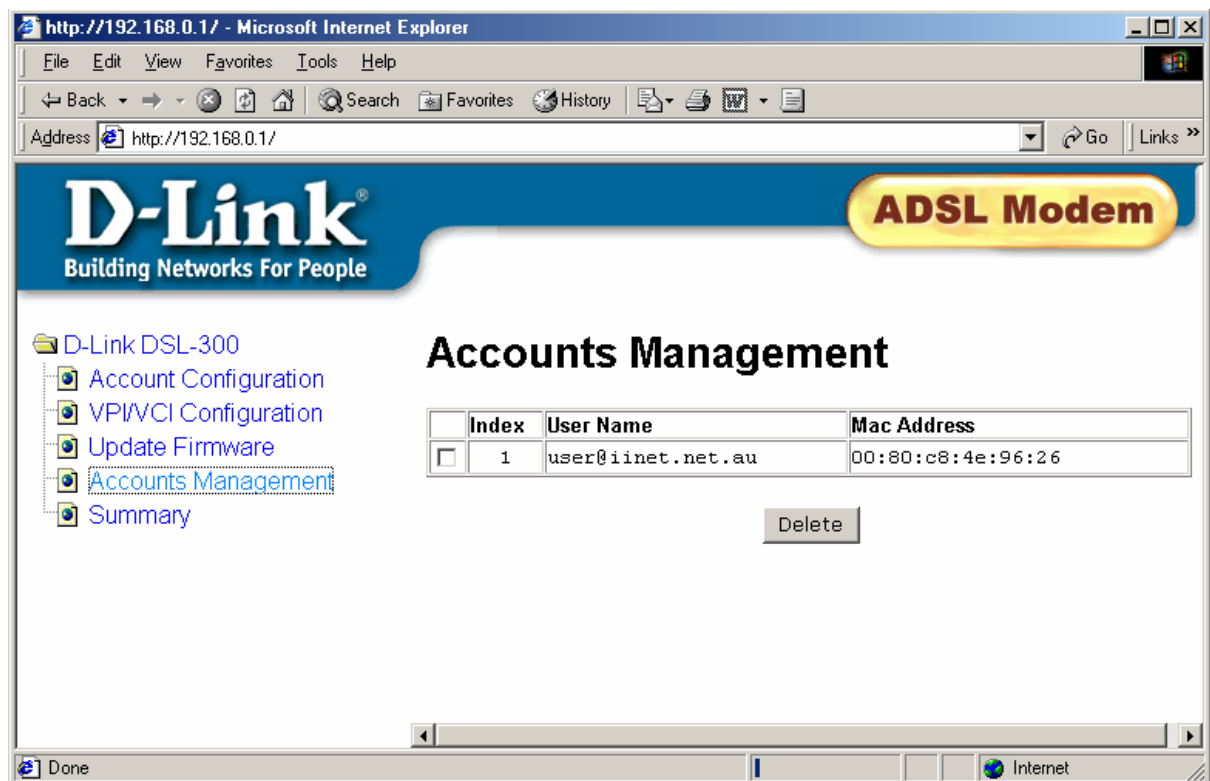 http://192.168.0.1/ - Microsoft Internet Explorer
File Edit View Favorites Tools Help
Back Search Favorites History
Address http://192.168.0.1/ Go Links »
D-Link®
Building Networks For People
ADSL Modem
D-Link DSL-300
Account Configuration
VPI/VCI Configuration
Update Firmware
Accounts Management
Summary
Accounts Management
Index User Name Mac Address
1 user@iinet.net.au 00:80:c8:4e:96:26
Delete
Done Internet